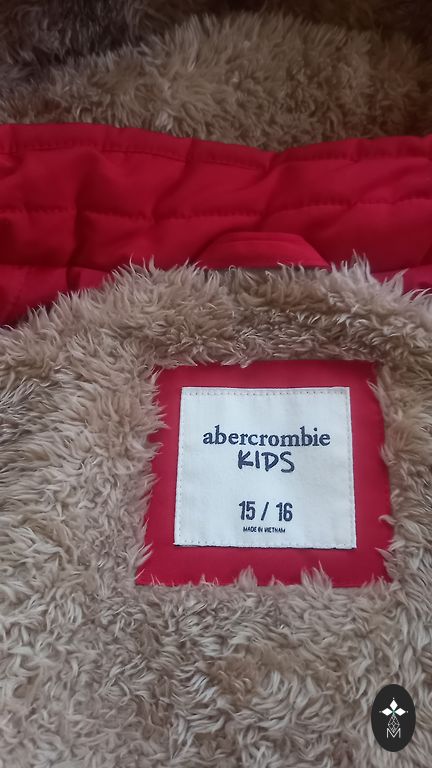 abercrombie
KIDS
15 / 16
MADE IN VIETNAM
M